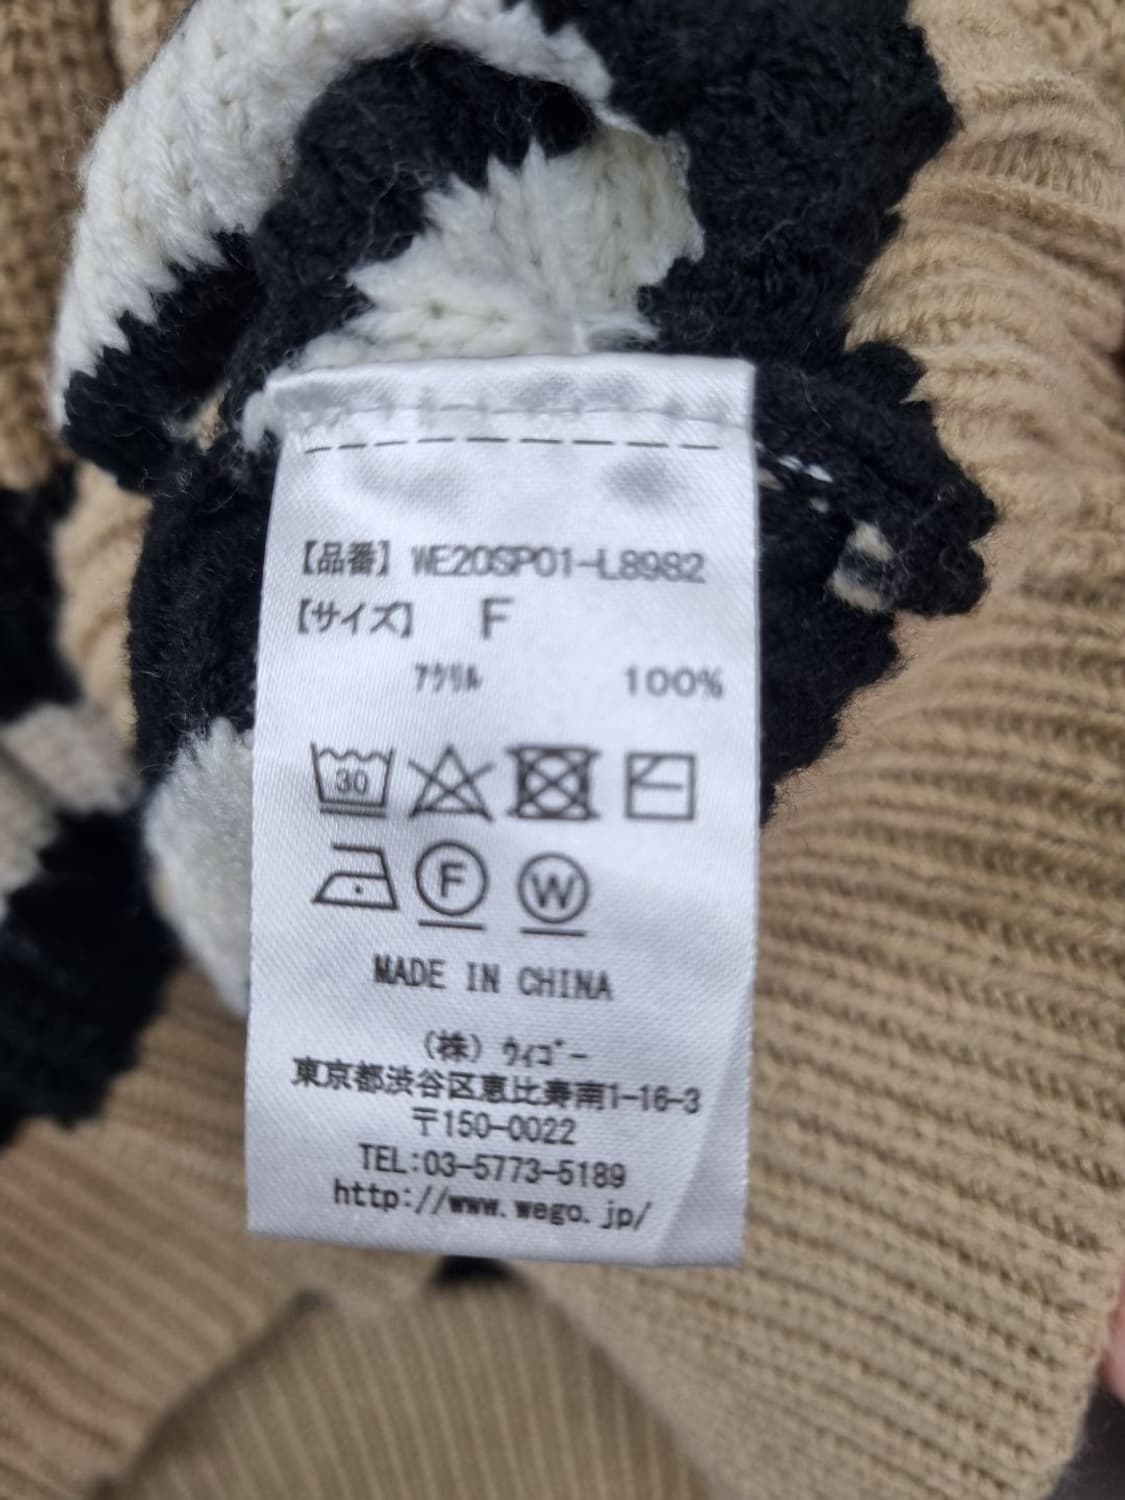 【品番】 WE20SP01-L8982
【サイズ】 F
ｱｸﾘﾙ 100%
30
F W
MADE IN CHINA
(株) ｳｨｺﾞｰ
東京都渋谷区恵比寿南1-16-3
〒150-0022
TEL:03-5773-5189
http://www.wego.jp/